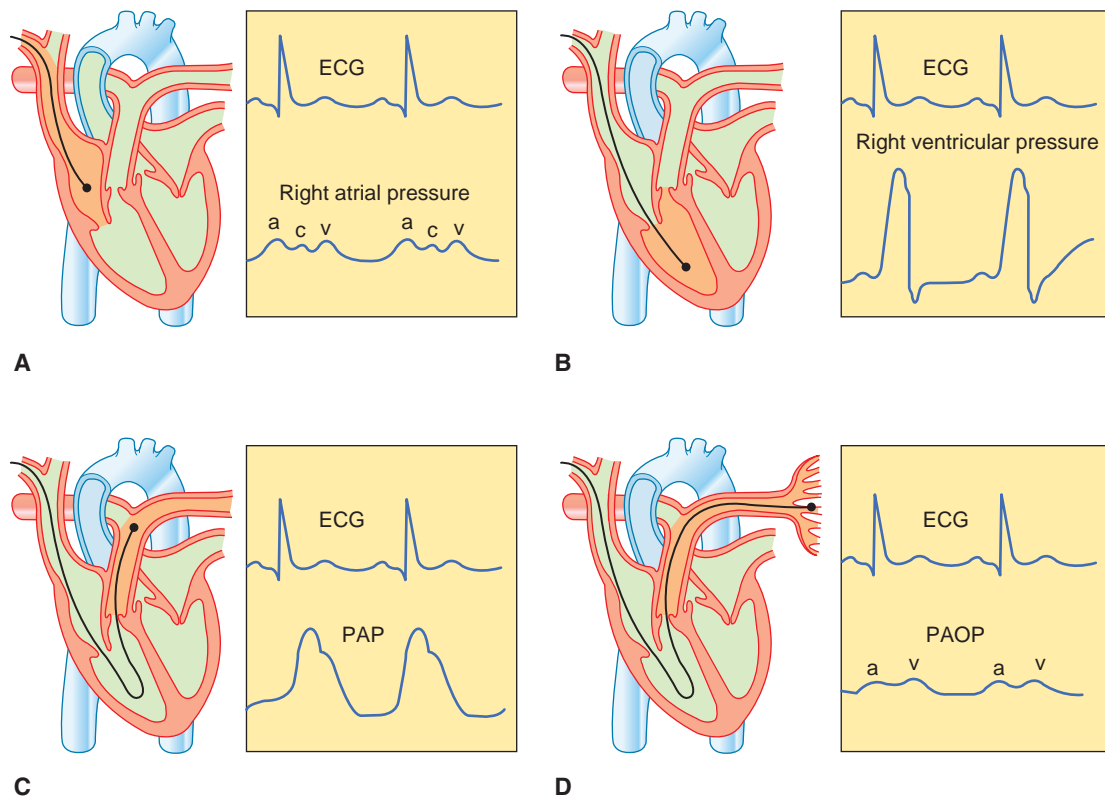 ECG
Right atrial pressure
a c v a c v
A
ECG
Right ventricular pressure
B
ECG
PAP
C
ECG
PAOP
a v a v
D